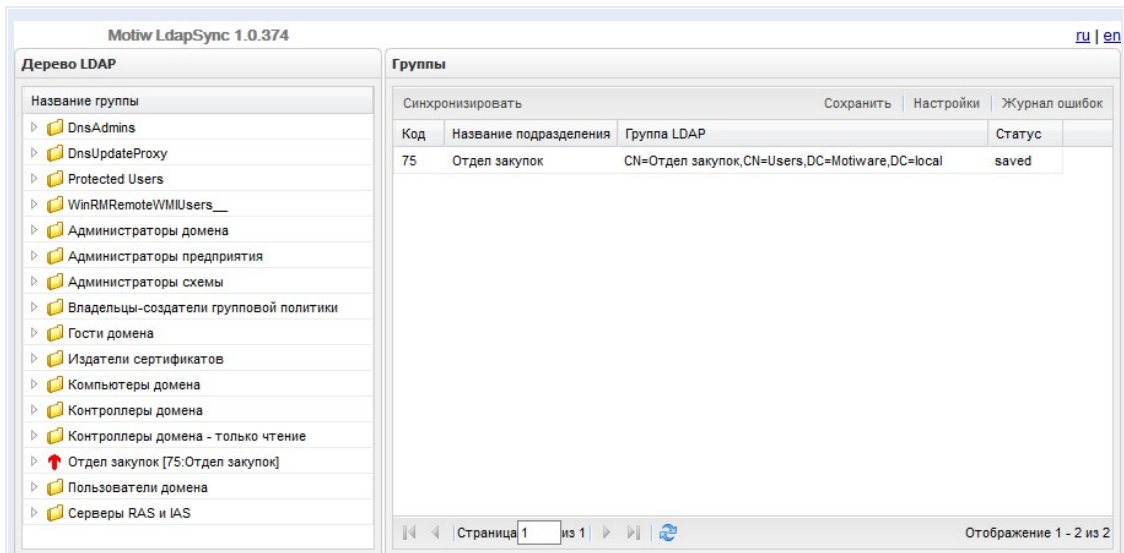 Motiw LdapSync 1.0.374
ru | en
Дерево LDAP
Название группы
DnsAdmins
DnsUpdateProxy
Protected Users
WinRMRemoteWMIUsers__
Администраторы домена
Администраторы предприятия
Администраторы схемы
Владельцы-создатели групповой политики
Гости домена
Издатели сертификатов
Компьютеры домена
Контроллеры домена
Контроллеры домена - только чтение
Отдел закупок [75:Отдел закупок]
Пользователи домена
Серверы RAS и IAS
Группы
Синхронизировать Сохранить Настройки Журнал ошибок
Код Название подразделения Группа LDAP Статус
75 Отдел закупок CN=Отдел закупок,CN=Users,DC=Motiware,DC=local saved
Страница 1 из 1 Отображение 1 - 2 из 2